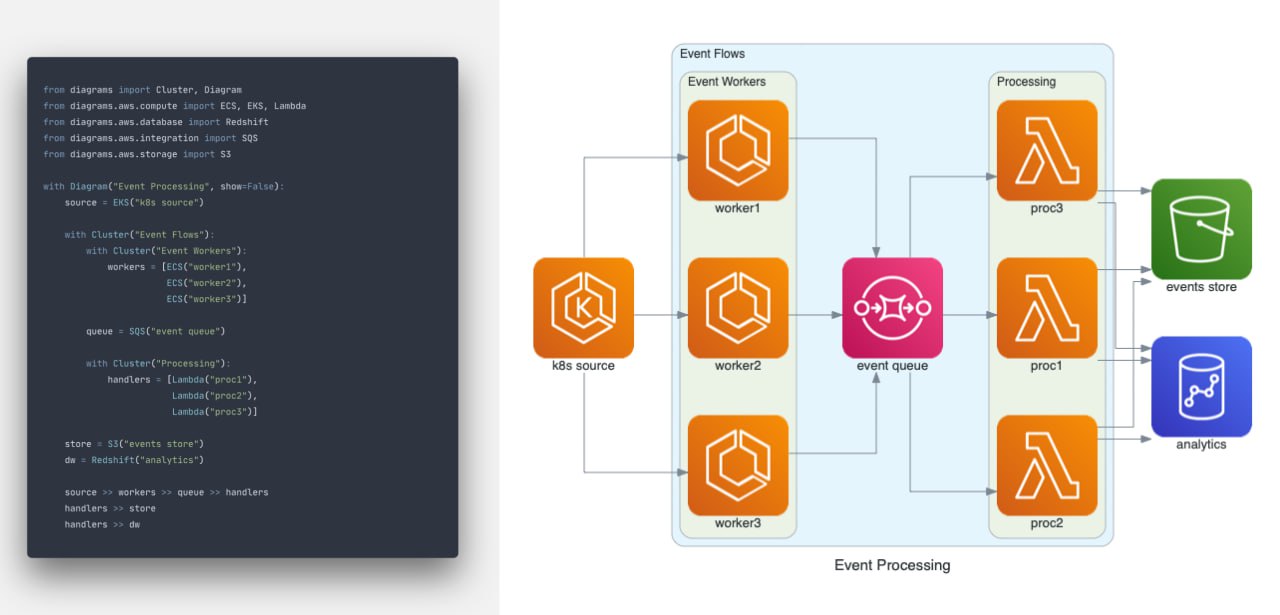 from diagrams import Cluster, Diagram
from diagrams.aws.compute import ECS, EKS, Lambda
from diagrams.aws.database import Redshift
from diagrams.aws.integration import SQS
from diagrams.aws.storage import S3
with Diagram("Event Processing", show=False):
    source = EKS("k8s source")
    with Cluster("Event Flows"):
        with Cluster("Event Workers"):
            workers = [ECS("worker1"),
                       ECS("worker2"),
                       ECS("worker3")]
        queue = SQS("event queue")
        with Cluster("Processing"):
            handlers = [Lambda("proc1"),
                        Lambda("proc2"),
                        Lambda("proc3")]
    store = S3("events store")
    dw = Redshift("analytics")
    source >> workers >> queue >> handlers
    handlers >> store
    handlers >> dw
Event Flows
Event Workers
Processing
worker1
proc3
K
events store
k8s source
worker2
event queue
proc1
analytics
worker3
proc2
Event Processing